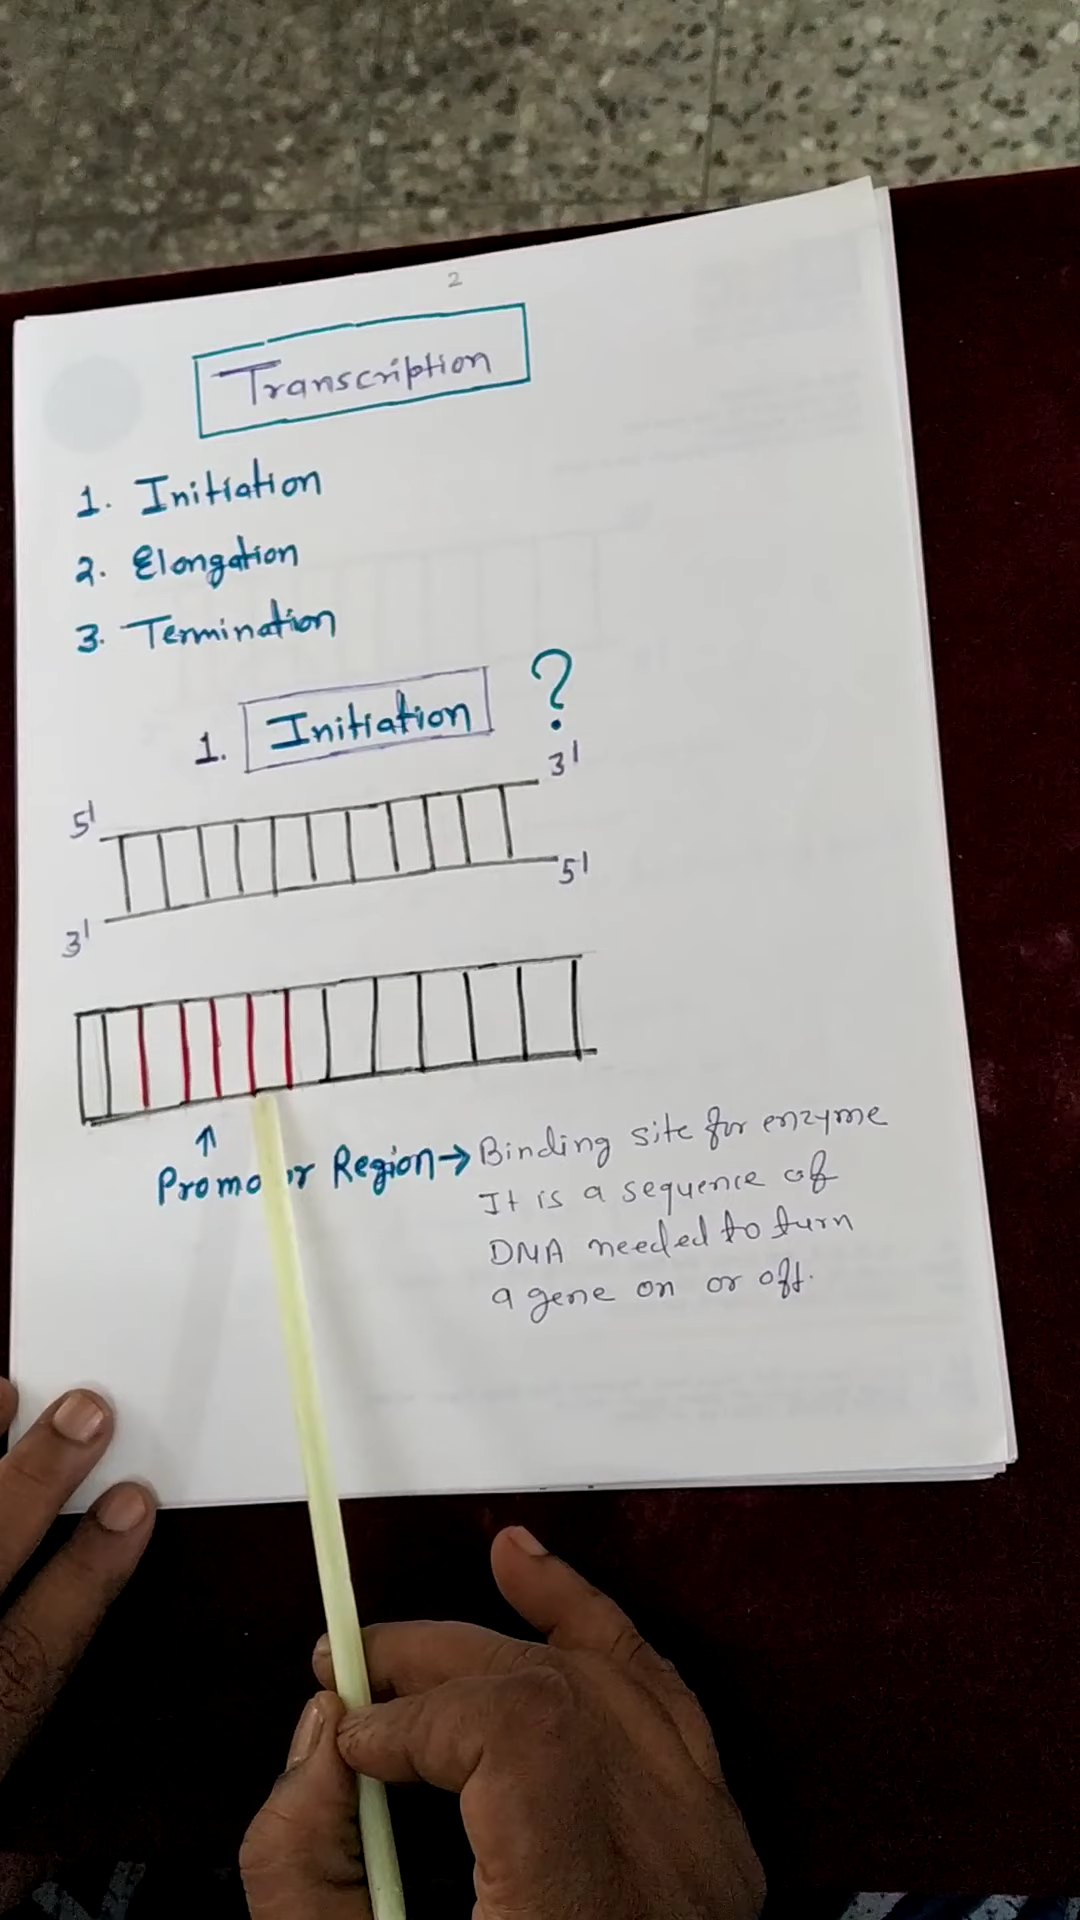 2
Transcription
1. Initiation
2. Elongation
3. Termination
1. Initiation ?
5' 3'
3' 5'
↑
Region → Binding site for enzyme
It is a sequence of
DNA needed to turn
a gene on or off.